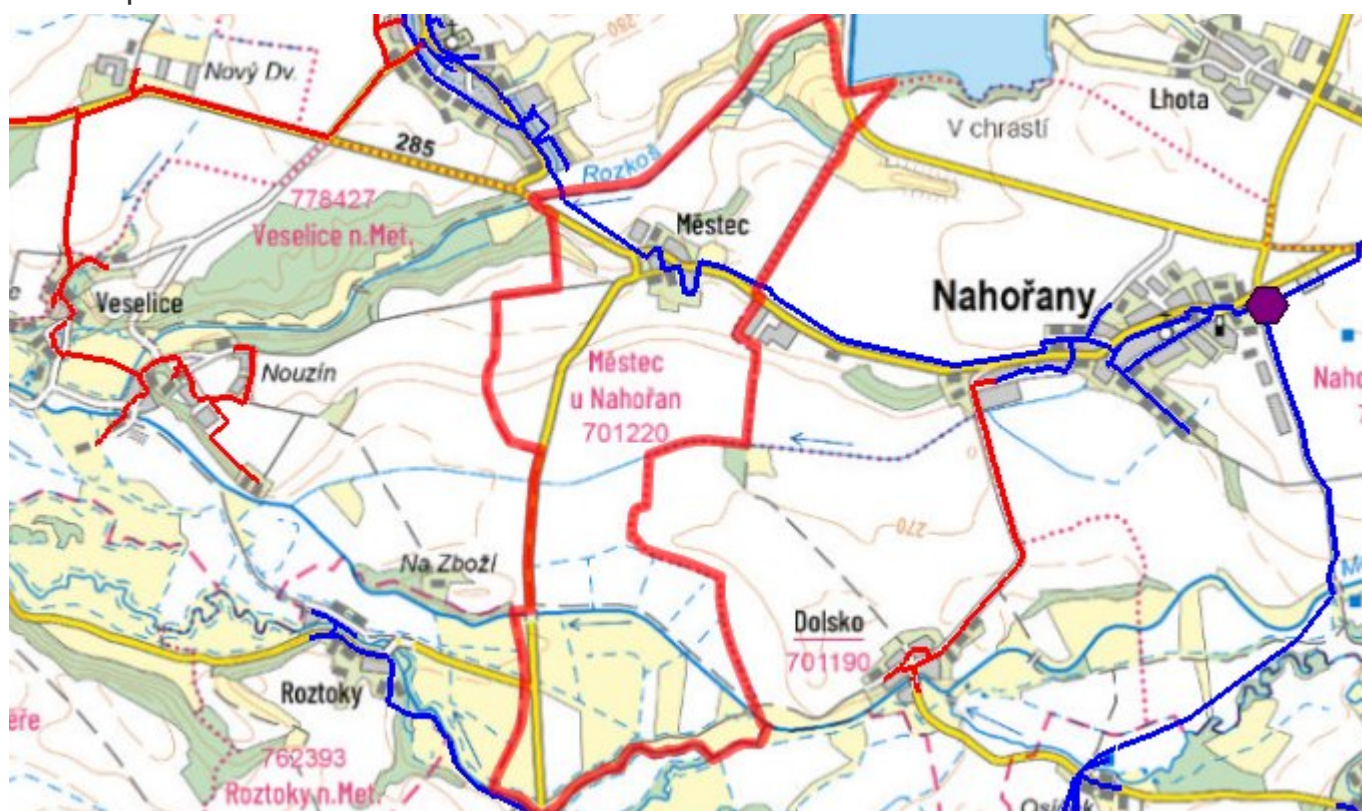 Nový Dv.
Lhota
V chrastí
285
Rozkoš
778427
Veselice n.Met.
Městec
Veselice
Nahořany
Nouzín
Městec
u Nahořan
701220
Naho
270
Na Zboží
Dolsko
701190
Roztoky
762393
Roztoky n.Met.